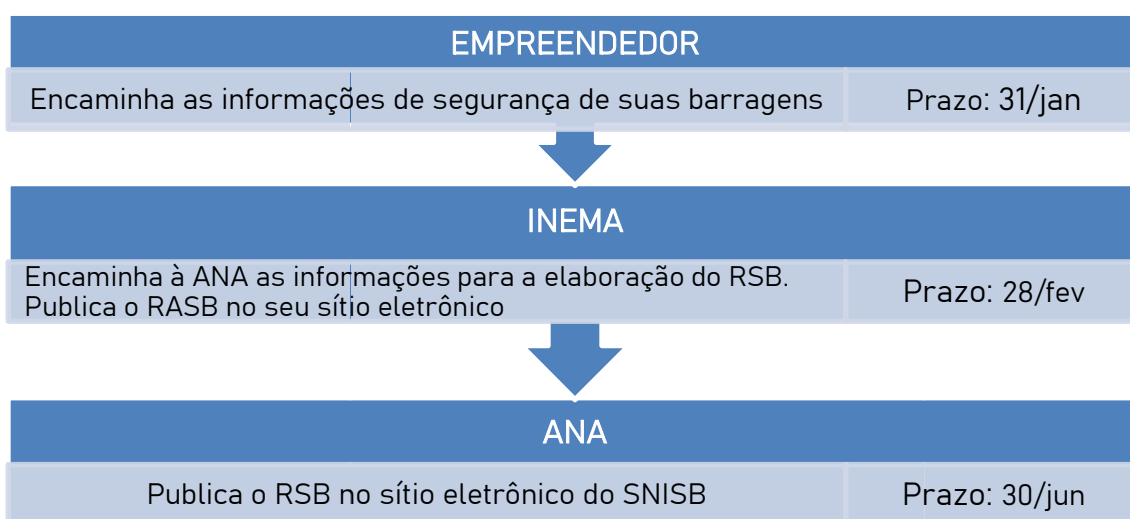 EMPREENDEDOR
Encaminha as informações de segurança de suas barragens
Prazo: 31/jan
INEMA
Encaminha à ANA as informações para a elaboração do RSB.
Publica o RASB no seu sítio eletrônico
Prazo: 28/fev
ANA
Publica o RSB no sítio eletrônico do SNISB
Prazo: 30/jun